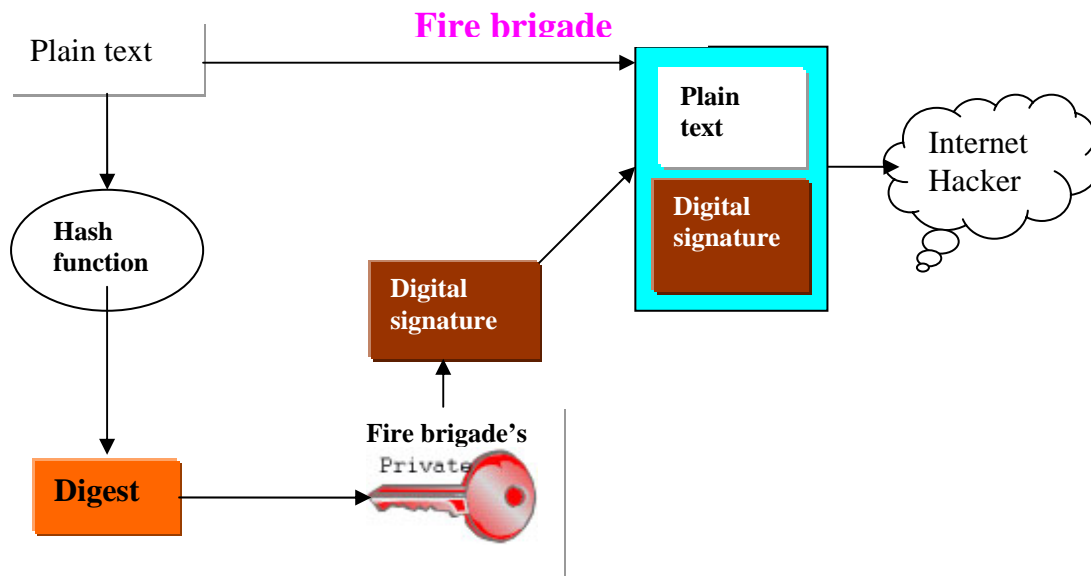 Fire brigade
Plain text
Plain
text
Internet
Hacker
Hash
function
Digital
signature
Digital
signature
Fire brigade's
Private
Digest